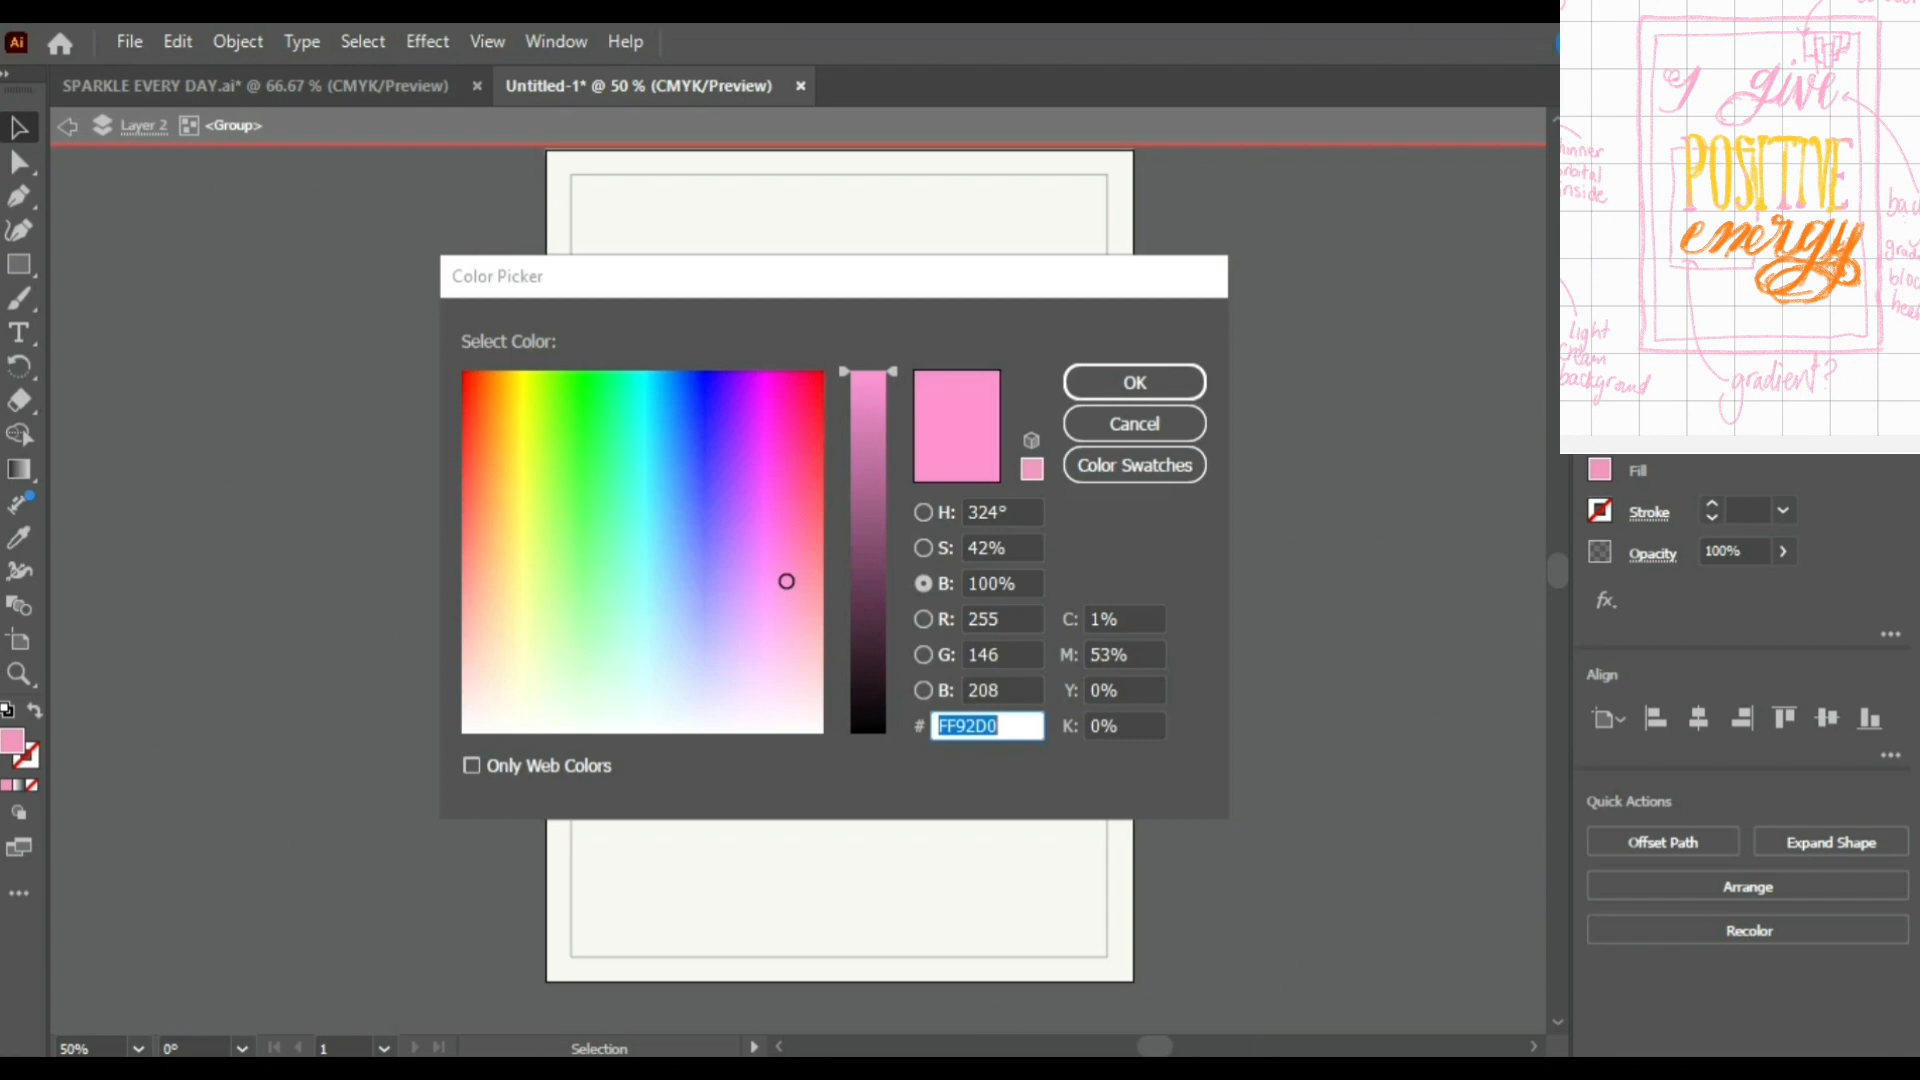 Ai File Edit Object Type Select Effect View Window Help
SPARKLE EVERY DAY.ai* @ 66.67 % (CMYK/Preview) × Untitled-1* @ 50 % (CMYK/Preview) ×
Layer 2 <Group>
Color Picker
Select Color:
OK
Cancel
Color Swatches
H: 324°
S: 42%
B: 100%
R: 255 C: 1%
G: 146 M: 53%
B: 208 Y: 0%
# FF92D0 K: 0%
Only Web Colors
50% 0° 1 Selection
I give
POSITIVE
energy
inside
light
background
gradient?
Fill
Stroke
Opacity 100%
fx.
Align
Quick Actions
Offset Path Expand Shape
Arrange
Recolor